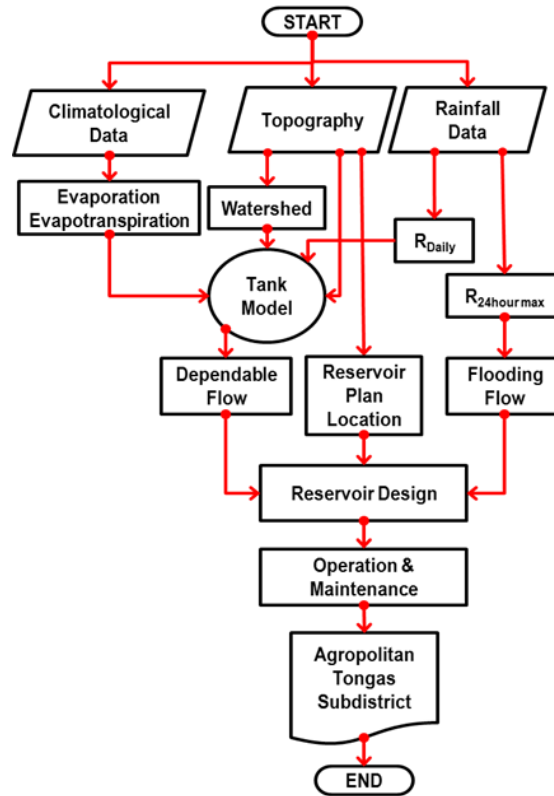 START
Climatological
Data
Topography
Rainfall
Data
Evaporation
Evapotranspiration
Watershed
RDaily
Tank
Model
R24hour max
Dependable
Flow
Reservoir
Plan
Location
Flooding
Flow
Reservoir Design
Operation &
Maintenance
Agropolitan
Tongas
Subdistrict
END